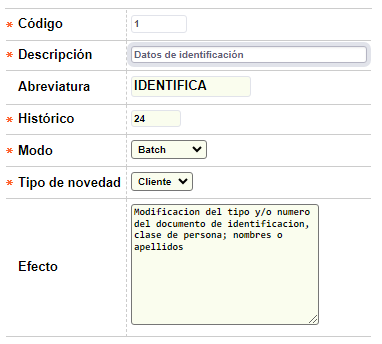 * Código 1
* Descripción Datos de identificación
Abreviatura IDENTIFICA
* Histórico 24
* Modo Batch
* Tipo de novedad Cliente
Efecto
Modificacion del tipo y/o numero
del documento de identificacion,
clase de persona; nombres o
apellidos